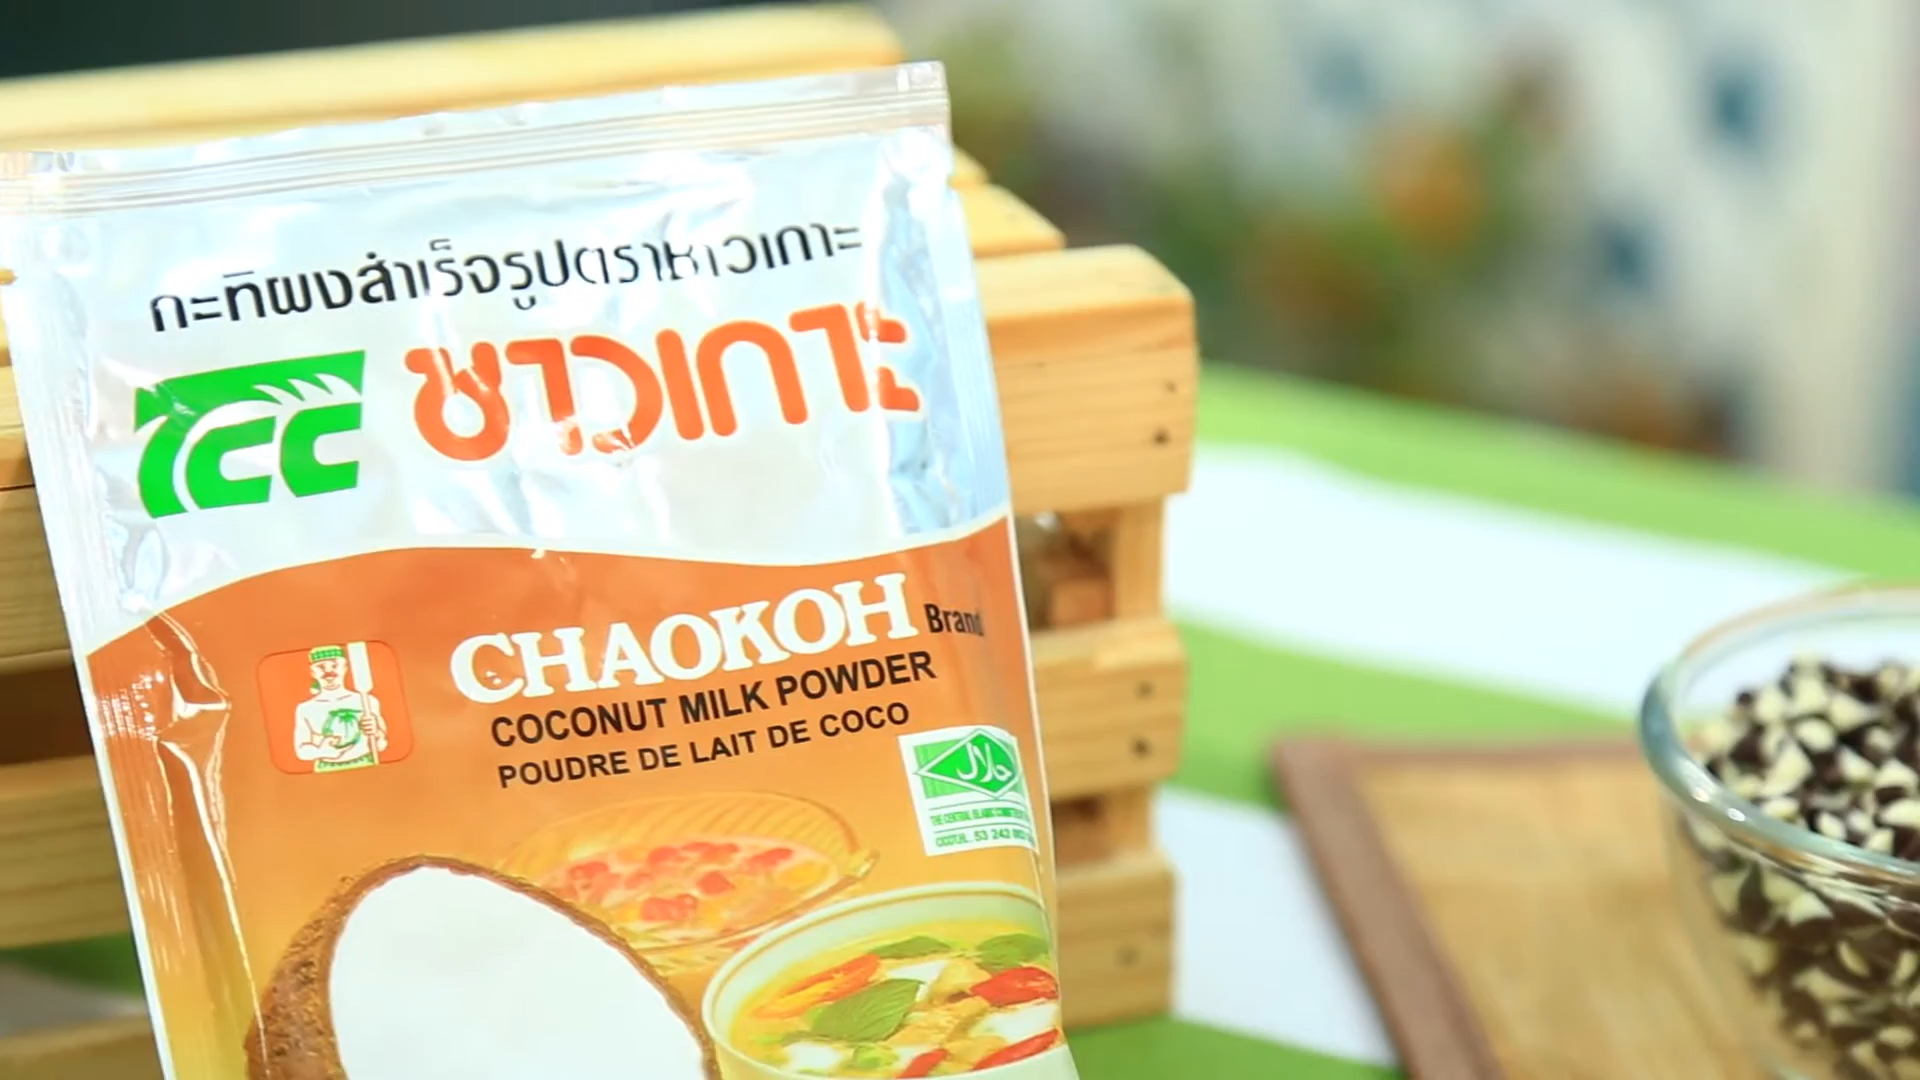 กะทิผงสำเร็จรูปตราชาวเกาะ
TCC ชาวเกาะ
CHAOKOH Brand
COCONUT MILK POWDER
POUDRE DE LAIT DE COCO
حلال